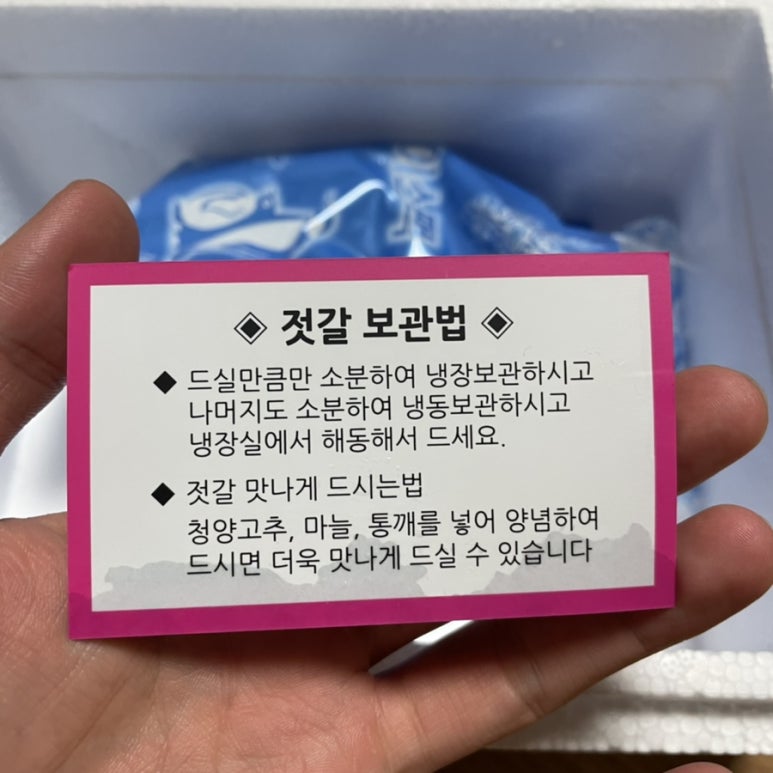 ◈ 젓갈 보관법 ◈
◆ 드실만큼만 소분하여 냉장보관하시고
나머지도 소분하여 냉동보관하시고
냉장실에서 해동해서 드세요.
◆ 젓갈 맛나게 드시는법
청양고추, 마늘, 통깨를 넣어 양념하여
드시면 더욱 맛나게 드실 수 있습니다